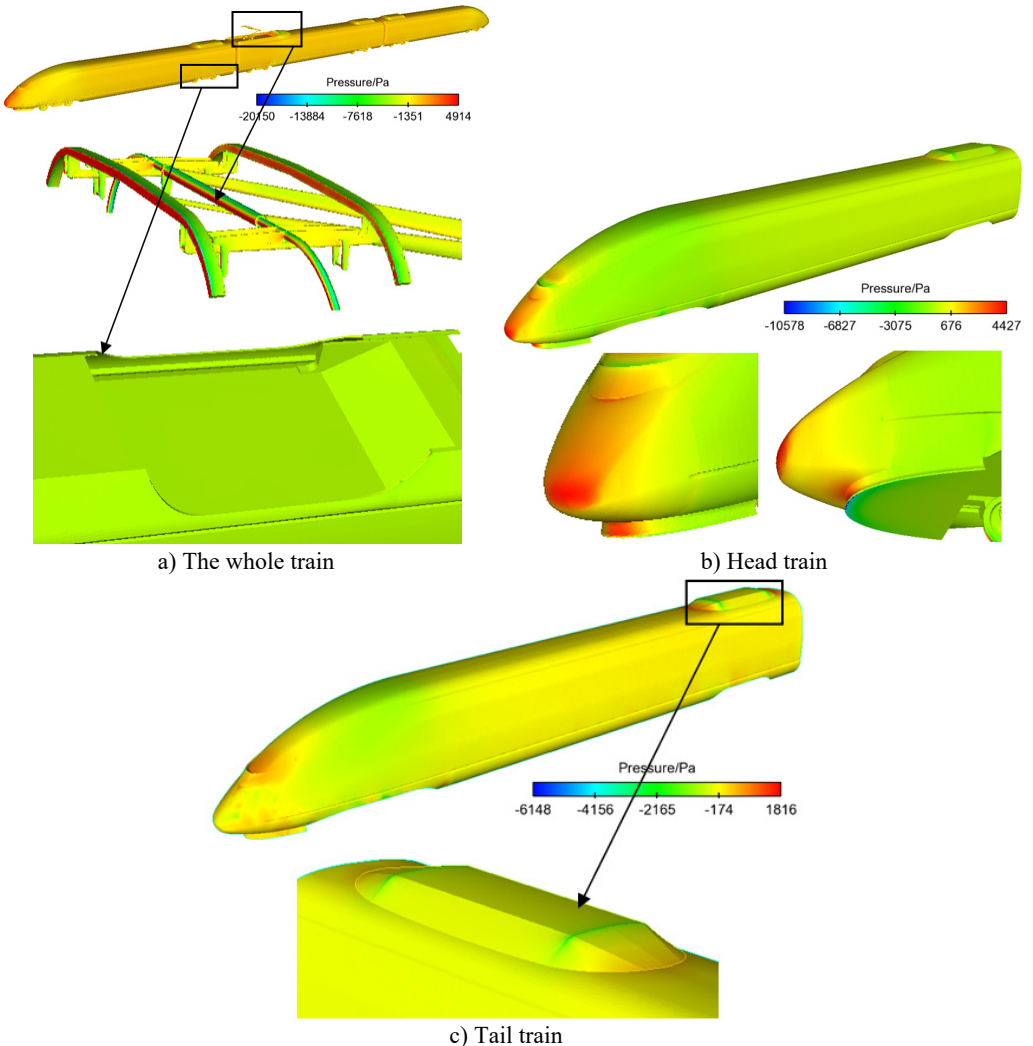 Pressure/Pa
-20150 -13884 -7618 -1351 4914
Pressure/Pa
-10578 -6827 -3075 676 4427
a) The whole train
b) Head train
Pressure/Pa
-6148 -4156 -2165 -174 1816
c) Tail train